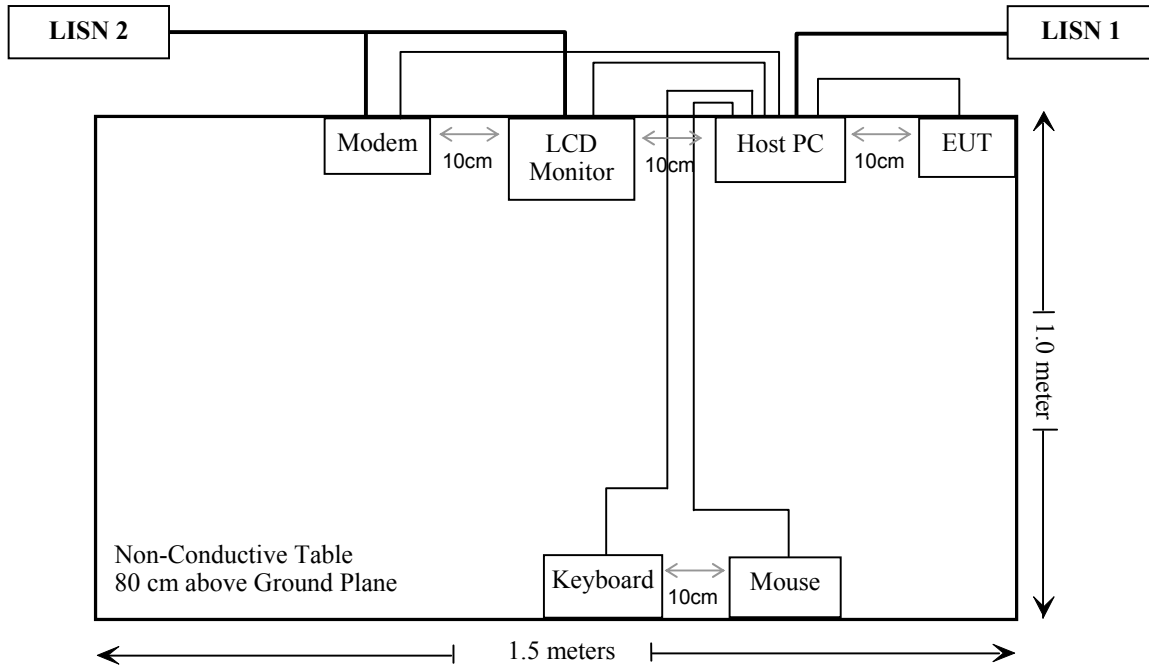 LISN 2
LISN 1
Modem
LCD
Monitor
Host PC
EUT
10cm
10cm
10cm
1.0 meter
Non-Conductive Table
80 cm above Ground Plane
Keyboard
Mouse
10cm
1.5 meters